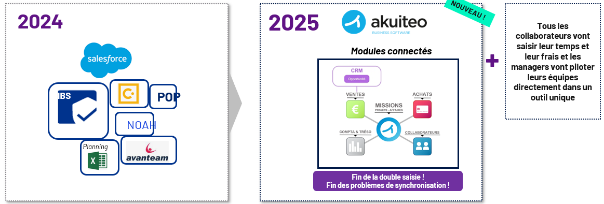 2024
salesforce
IBS
POP
NOAH
Planning
avanteam
2025
akuiteo
BUSINESS SOFTWARE
NOUVEAU !
Modules connectés
CRM
VENTES
ACHATS
MISSIONS
COMPTA & TRESO
COLLABORATEURS
Fin de la double saisie !
Fin des problèmes de synchronisation !
+
Tous les
collaborateurs vont
saisir leur temps et
leur frais et les
managers vont piloter
leurs équipes
directement dans un
outil unique